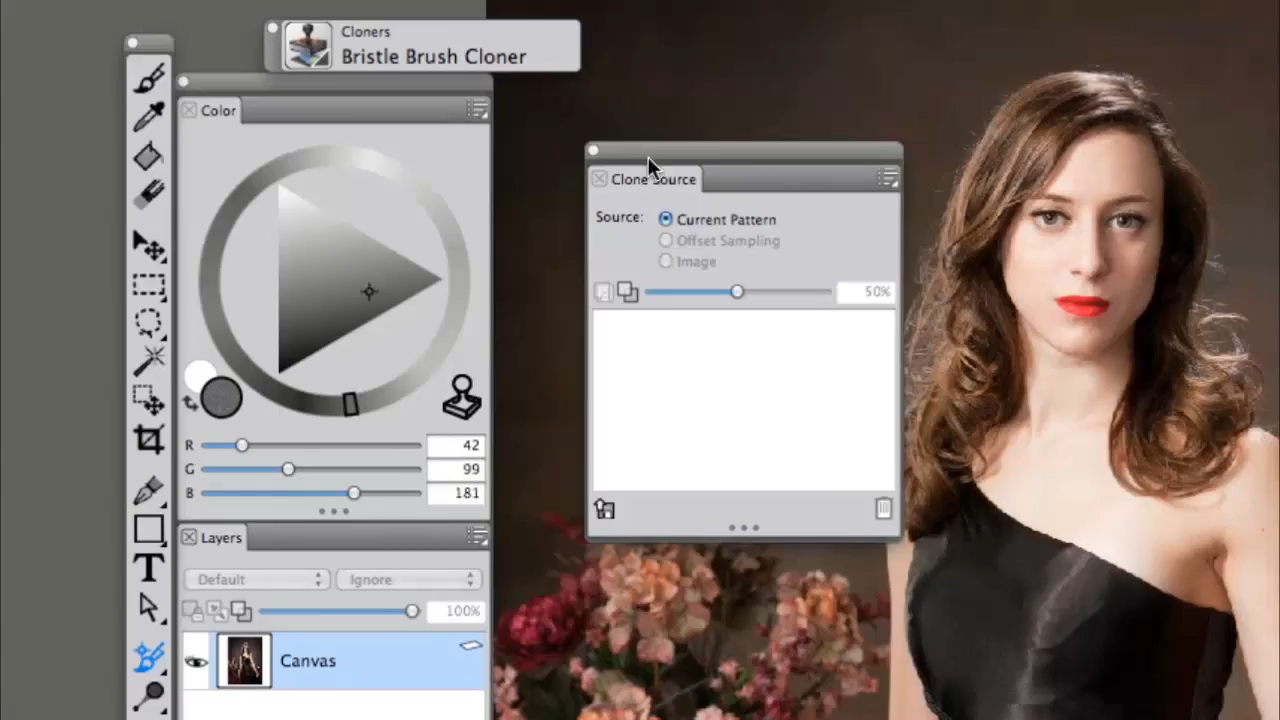 Cloners
Bristle Brush Cloner
Color
R 42
G 99
B 181
Layers
Default Ignore
100%
Canvas
Clone Source
Source: Current Pattern
Offset Sampling
Image
50%
T